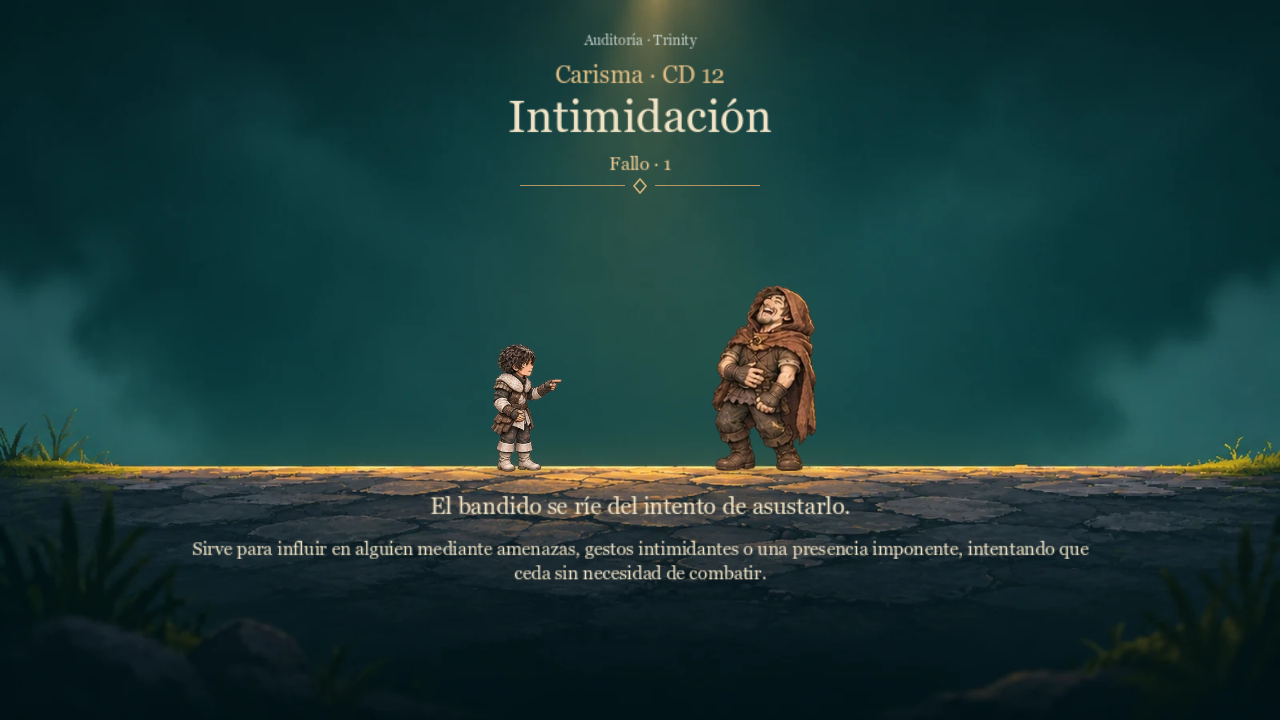 Auditoría · Trinity
Carisma · CD 12
Intimidación
Fallo · 1
El bandido se ríe del intento de asustarlo.
Sirve para influir en alguien mediante amenazas, gestos intimidantes o una presencia imponente, intentando que
ceda sin necesidad de combatir.